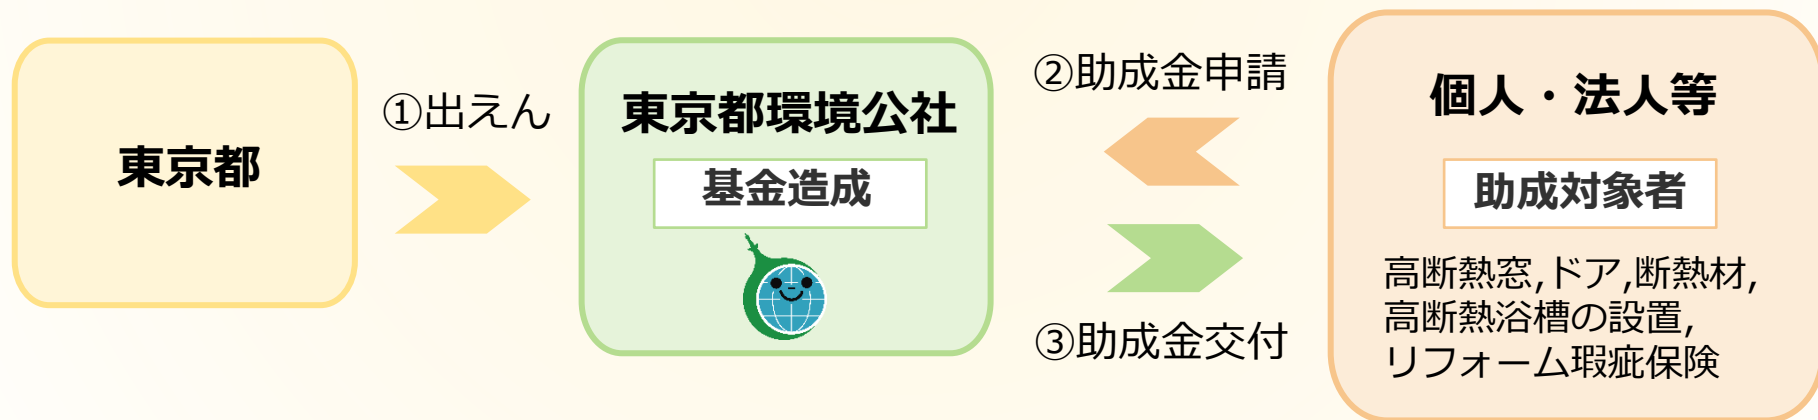 東京都
①出えん
東京都環境公社
基金造成
②助成金申請
③助成金交付
個人・法人等
助成対象者
高断熱窓,ドア,断熱材,
高断熱浴槽の設置,
リフォーム瑕疵保険